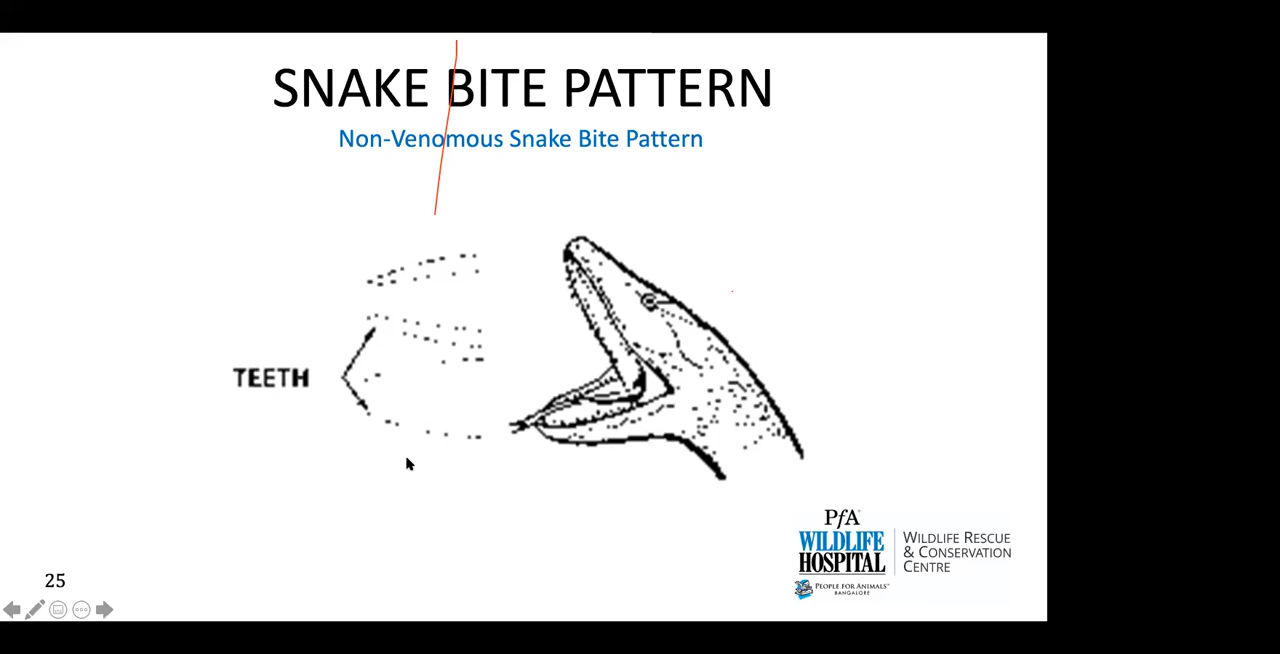 SNAKE BITE PATTERN
Non-Venomous Snake Bite Pattern
TEETH
PfA
WILDLIFE
HOSPITAL
PEOPLE FOR ANIMALS™
BANGALORE
WILDLIFE RESCUE
& CONSERVATION
CENTRE
25